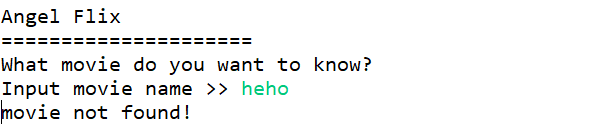 Angel Flix
=====================
What movie do you want to know?
Input movie name >> heho
movie not found!